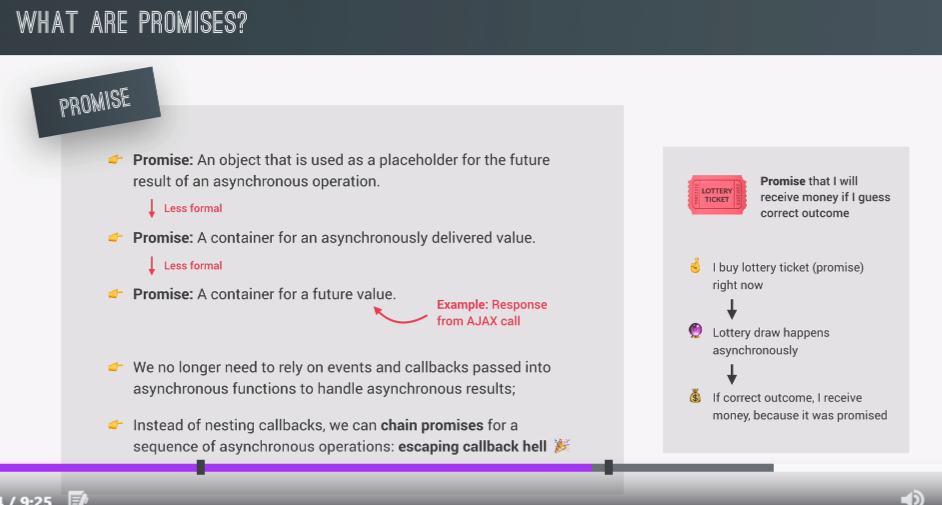 WHAT ARE PROMISES?
PROMISE
Promise: An object that is used as a placeholder for the future
result of an asynchronous operation.
Less formal
Promise: A container for an asynchronously delivered value.
Less formal
Promise: A container for a future value.
Example: Response
from AJAX call
We no longer need to rely on events and callbacks passed into
asynchronous functions to handle asynchronous results;
Instead of nesting callbacks, we can chain promises for a
sequence of asynchronous operations: escaping callback hell
LOTTERY
TICKET
Promise that I will
receive money if I guess
correct outcome
I buy lottery ticket (promise)
right now
Lottery draw happens
asynchronously
If correct outcome, I receive
money, because it was promised
/ 9:25